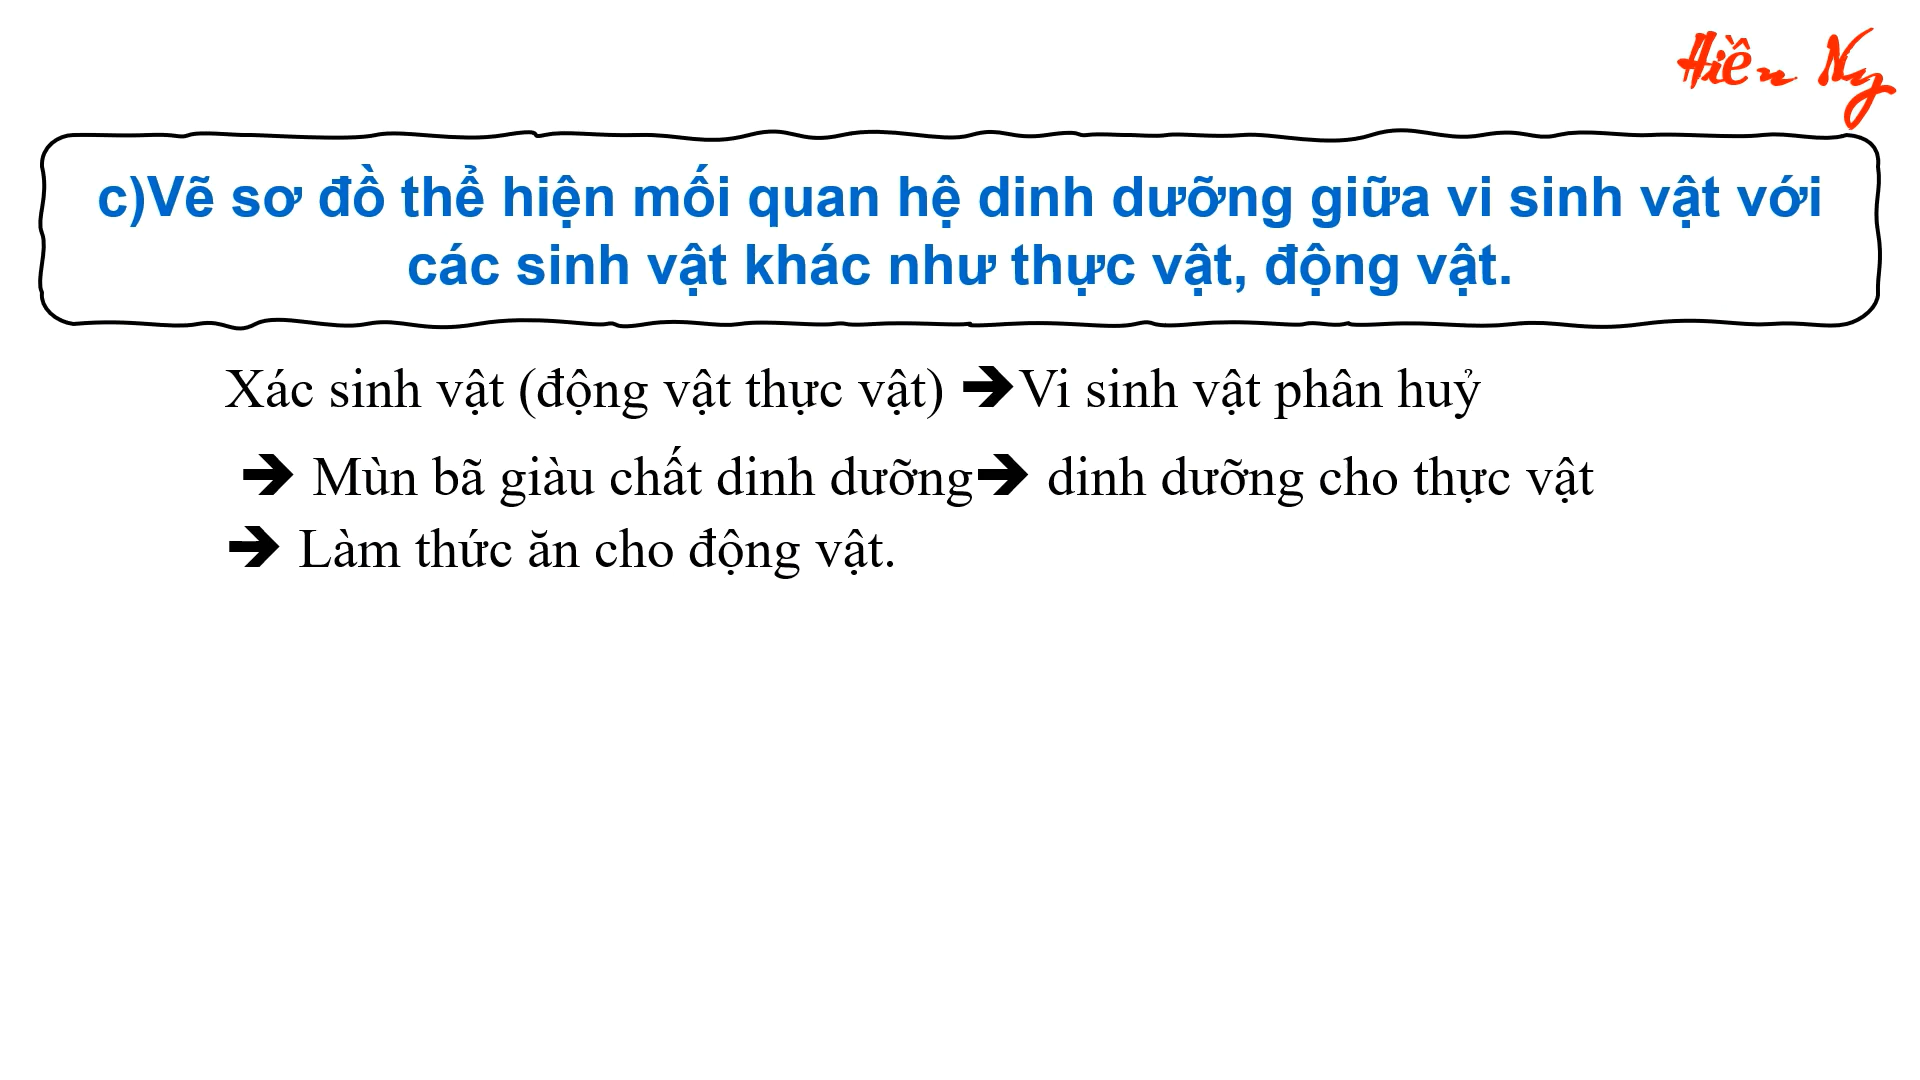 Hiền Ny
c)Vẽ sơ đồ thể hiện mối quan hệ dinh dưỡng giữa vi sinh vật với
các sinh vật khác như thực vật, động vật.
Xác sinh vật (động vật thực vật) 🡺Vi sinh vật phân huỷ
🡺 Mùn bã giàu chất dinh dưỡng🡺 dinh dưỡng cho thực vật
🡺 Làm thức ăn cho động vật.